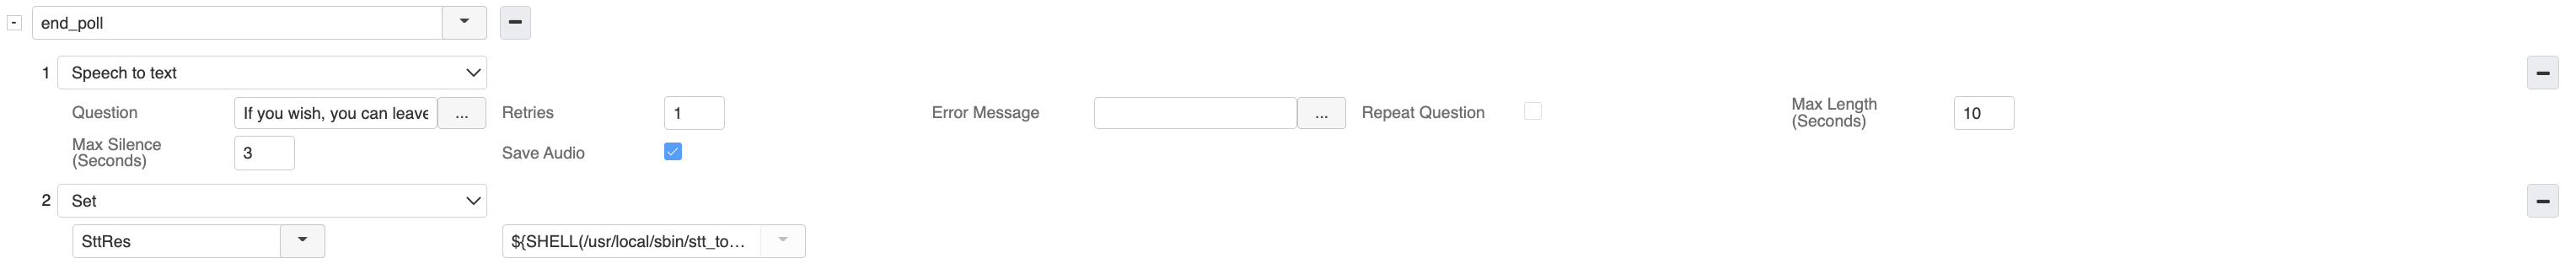 - end_poll
1 Speech to text
Question If you wish, you can leave ... Retries 1 Error Message ... Repeat Question Max Length (Seconds) 10
Max Silence (Seconds) 3 Save Audio
2 Set
SttRes ${SHELL(/usr/local/sbin/stt_to…